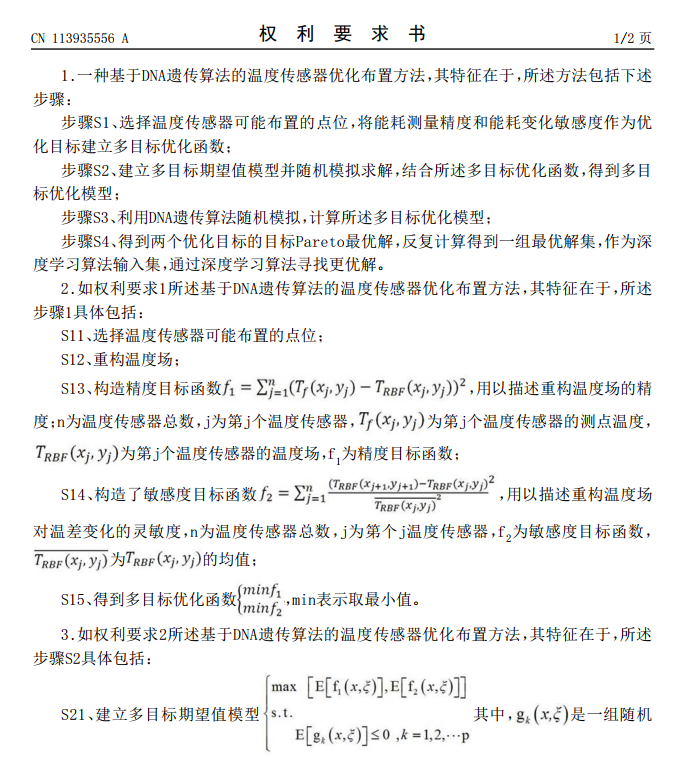 CN 113935556 A
权 利 要 求 书
1/2 页
1.一种基于DNA遗传算法的温度传感器优化布置方法,其特征在于,所述方法包括下述
步骤:
步骤S1、选择温度传感器可能布置的点位,将能耗测量精度和能耗变化敏感度作为优
化目标建立多目标优化函数;
步骤S2、建立多目标期望值模型并随机模拟求解,结合所述多目标优化函数,得到多目
标优化模型;
步骤S3、利用DNA遗传算法随机模拟,计算所述多目标优化模型;
步骤S4、得到两个优化目标的目标Pareto最优解,反复计算得到一组最优解集,作为深
度学习算法输入集,通过深度学习算法寻找更优解。
2.如权利要求1所述基于DNA遗传算法的温度传感器优化布置方法,其特征在于,所述
步骤1具体包括:
S11、选择温度传感器可能布置的点位;
S12、重构温度场;
S13、构造精度目标函数$f_1=\sum_{j=1}^{n}(T_f(x_j,y_j)-T_{RBF}(x_j,y_j))^2$,用以描述重构温度场的精
度;n为温度传感器总数,j为第j个温度传感器,$T_f(x_j,y_j)$为第j个温度传感器的测点温度,
$T_{RBF}(x_j,y_j)$为第j个温度传感器的温度场,f$_1$为精度目标函数;
S14、构造了敏感度目标函数$f_2=\sum_{j=1}^{n}\frac{(T_{RBF}(x_{j+1},y_{j+1})-T_{RBF}(x_j,y_j)^2}{\overline{T_{RBF}(x_j,y_j)}^2}$,用以描述重构温度场
对温差变化的灵敏度,n为温度传感器总数,j为第个j温度传感器,f$_2$为敏感度目标函数,
$\overline{T_{RBF}(x_j,y_j)}$为$T_{RBF}(x_j,y_j)$的均值;
S15、得到多目标优化函数$\begin{cases}minf_1\\minf_2\end{cases}$,min表示取最小值。
3.如权利要求2所述基于DNA遗传算法的温度传感器优化布置方法,其特征在于,所述
步骤S2具体包括:
S21、建立多目标期望值模型$\begin{cases}\max\ [E[f_1(x,\xi)],E[f_2(x,\xi)]]\\s.t.\\E[g_k(x,\xi)]\leq 0,k=1,2,\cdots p\end{cases}$其中,$g_k(x,\xi)$是一组随机